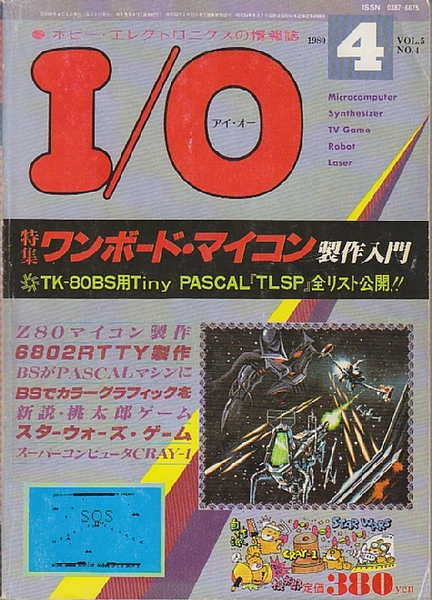 ISSN 0387-6675
ホビー・エレクトロニクスの情報誌
1980
4
VOL.5
NO.4
I/O
アイ・オー
Microcomputer
Synthesizer
TV Game
Robot
Laser
特集 ワンボード・マイコン 製作入門
TK-80BS用Tiny PASCAL『TLSP』全リスト公開!!
Z80マイコン製作
6802RTTY製作
BSがPASCALマシンに
BSでカラーグラフィックを
新説・桃太郎ゲーム
スターウォーズ・ゲーム
スーパーコンピュータCRAY-1
SOS
STAR WARS
CRAY-1
定価380yen